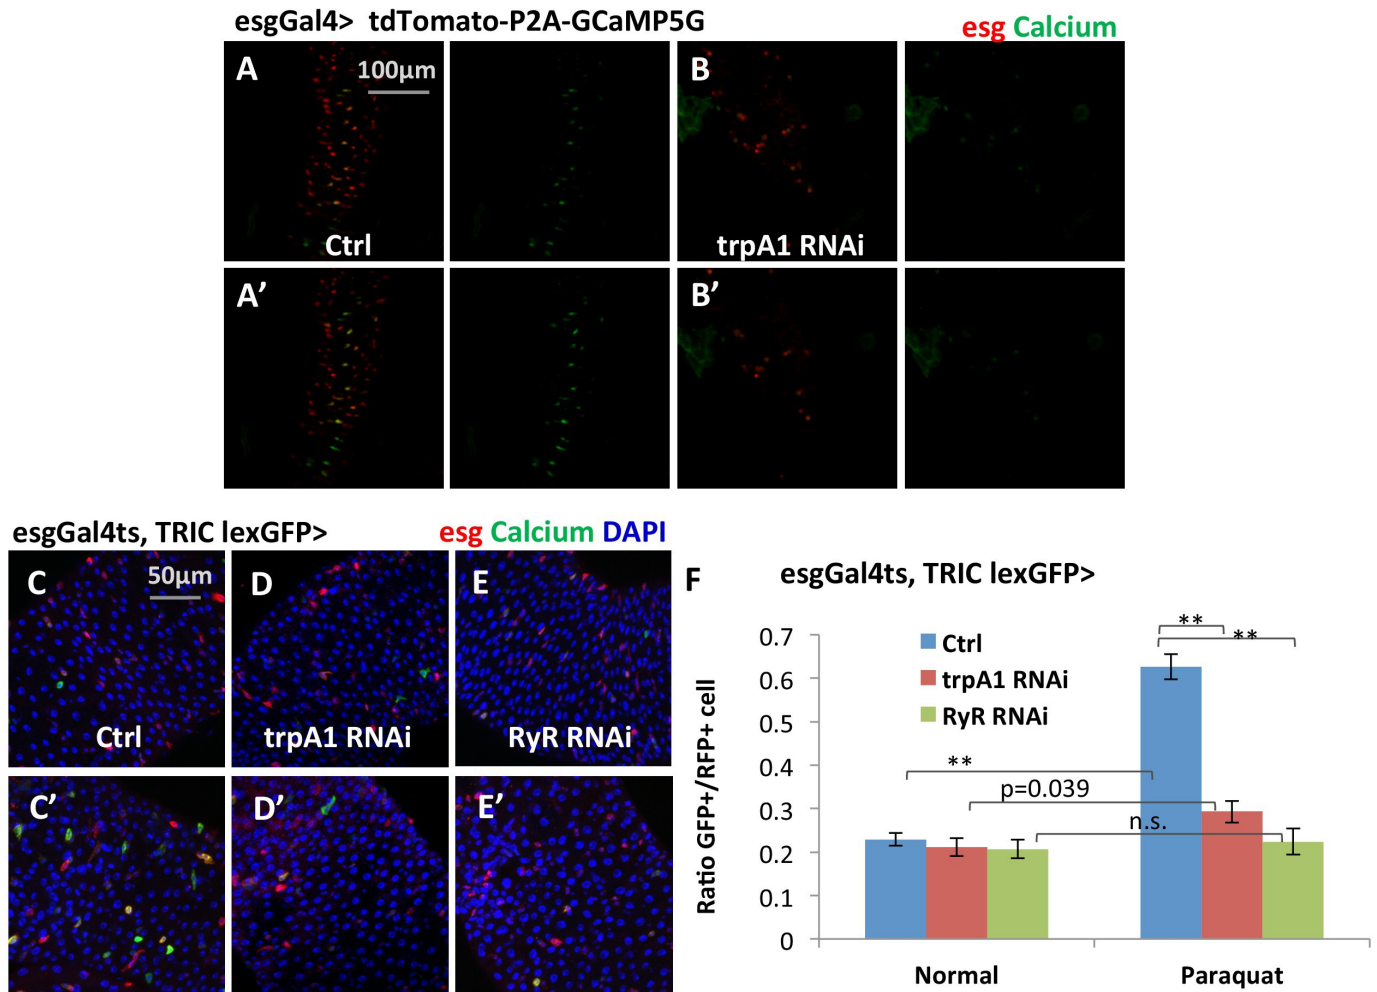 esgGal4> tdTomato-P2A-GCaMP5G
esg Calcium
A
100μm
B
Ctrl
trpA1 RNAi
A’
B’
esgGal4ts, TRIC lexGFP>
esg Calcium DAPI
C
50μm
D
E
Ctrl
trpA1 RNAi
RyR RNAi
C’
D’
E’
F
esgGal4ts, TRIC lexGFP>
Ratio GFP+/RFP+ cell
0.7
0.6
0.5
0.4
0.3
0.2
0.1
0
Ctrl
trpA1 RNAi
RyR RNAi
**
**
**
p=0.039
n.s.
Normal
Paraquat